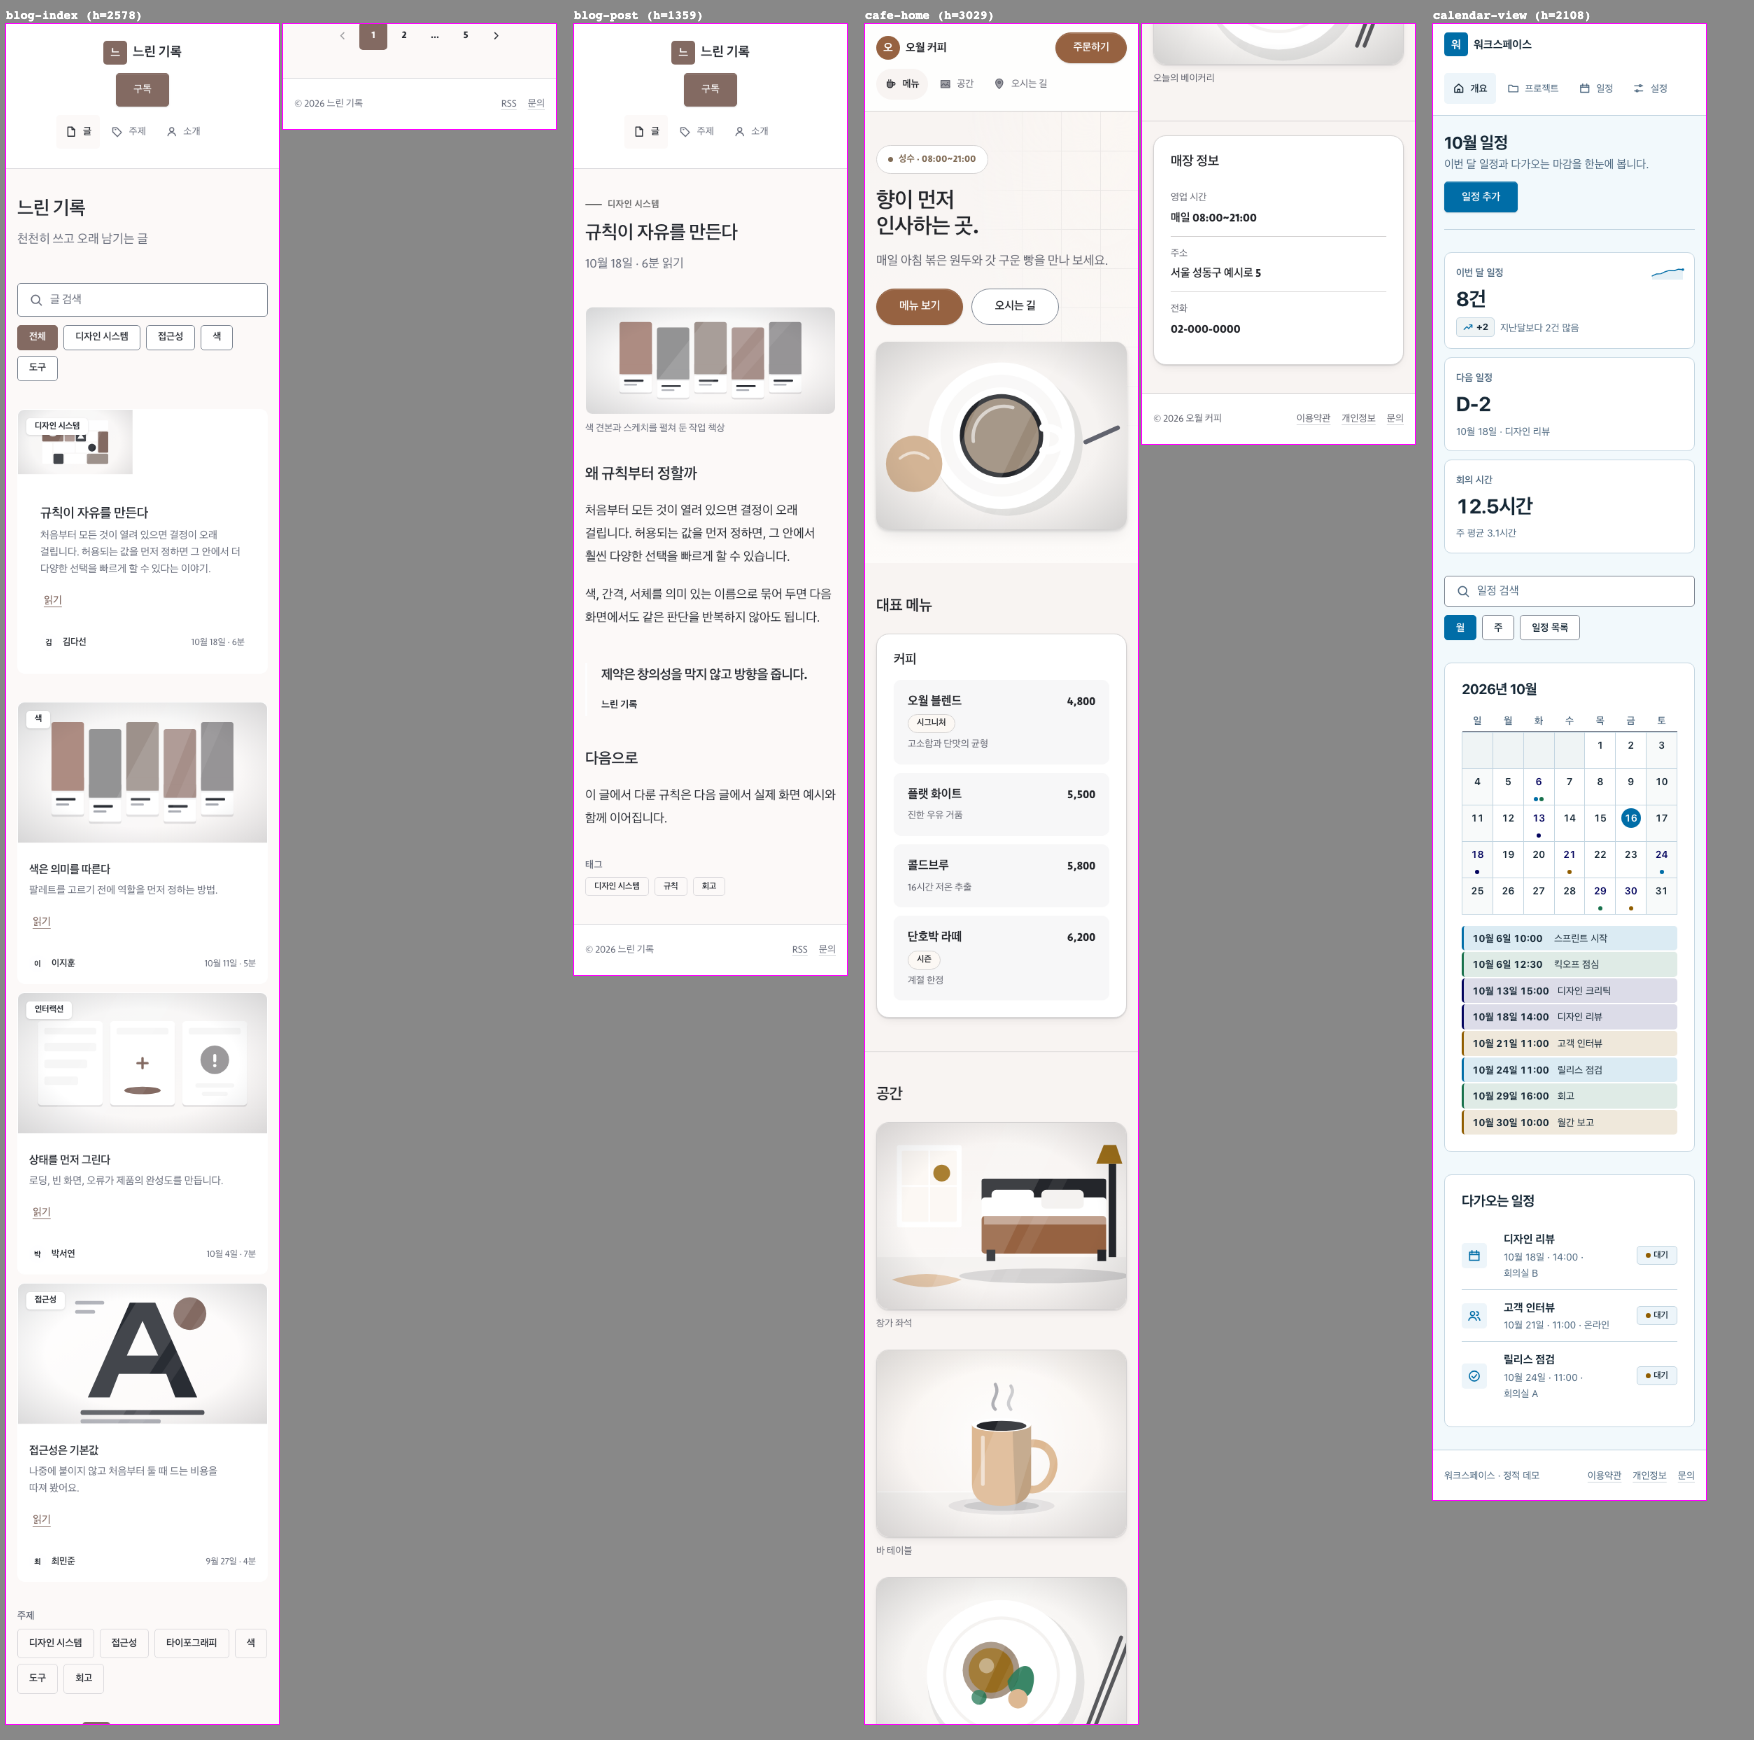 blog-index (h=2578)
느 느린 기록
구독
글 주제 소개
느린 기록
천천히 쓰고 오래 남기는 글
글 검색
전체 디자인 시스템 접근성 색
도구
디자인 시스템
규칙이 자유를 만든다
처음부터 모든 것이 열려 있으면 결정이 오래
걸립니다. 허용되는 값을 먼저 정하면 그 안에서 더
다양한 선택을 빠르게 할 수 있다는 이야기.
읽기
김 김다선 10월 18일 · 6분
색
색은 의미를 따른다
팔레트를 고르기 전에 역할을 먼저 정하는 방법.
읽기
이 이지훈 10월 11일 · 5분
인터랙션
상태를 먼저 그린다
로딩, 빈 화면, 오류가 제품의 완성도를 만듭니다.
읽기
박 박서연 10월 4일 · 7분
접근성
A
접근성은 기본값
나중에 붙이지 않고 처음부터 둘 때 드는 비용을
따져 봤어요.
읽기
최 최민준 9월 27일 · 4분
주제
디자인 시스템 접근성 타이포그래피 색
도구 회고
1 2 ... 5
© 2026 느린 기록 RSS 문의
blog-post (h=1359)
느 느린 기록
구독
글 주제 소개
디자인 시스템
규칙이 자유를 만든다
10월 18일 · 6분 읽기
색 견본과 스케치를 펼쳐 둔 작업 책상
왜 규칙부터 정할까
처음부터 모든 것이 열려 있으면 결정이 오래
걸립니다. 허용되는 값을 먼저 정하면, 그 안에서
훨씬 다양한 선택을 빠르게 할 수 있습니다.
색, 간격, 서체를 의미 있는 이름으로 묶어 두면 다음
화면에서도 같은 판단을 반복하지 않아도 됩니다.
제약은 창의성을 막지 않고 방향을 줍니다.
느린 기록
다음으로
이 글에서 다룬 규칙은 다음 글에서 실제 화면 예시와
함께 이어집니다.
태그
디자인 시스템 규칙 회고
© 2026 느린 기록 RSS 문의
cafe-home (h=3029)
오 오월 커피 주문하기
메뉴 공간 오시는 길
성수 · 08:00~21:00
향이 먼저
인사하는 곳.
매일 아침 볶은 원두와 갓 구운 빵을 만나 보세요.
메뉴 보기 오시는 길
대표 메뉴
커피
오월 블렌드 4,800
시그니처
고소함과 단맛의 균형
플랫 화이트 5,500
진한 우유 거품
콜드브루 5,800
16시간 저온 추출
단호박 라떼 6,200
시즌
계절 한정
공간
창가 좌석
바 테이블
오늘의 베이커리
매장 정보
영업 시간
매일 08:00~21:00
주소
서울 성동구 예시로 5
전화
02-000-0000
© 2026 오월 커피 이용약관 개인정보 문의
calendar-view (h=2108)
워 워크스페이스
개요 프로젝트 일정 설정
10월 일정
이번 달 일정과 다가오는 마감을 한눈에 봅니다.
일정 추가
이번 달 일정
8건
+2 지난달보다 2건 많음
다음 일정
D-2
10월 18일 · 디자인 리뷰
회의 시간
12.5시간
주 평균 3.1시간
일정 검색
월 주 일정 목록
2026년 10월
일 월 화 수 목 금 토
1 2 3
4 5 6 7 8 9 10
11 12 13 14 15 16 17
18 19 20 21 22 23 24
25 26 27 28 29 30 31
10월 6일 10:00 스프린트 시작
10월 6일 12:30 킥오프 점심
10월 13일 15:00 디자인 크리틱
10월 18일 14:00 디자인 리뷰
10월 21일 11:00 고객 인터뷰
10월 24일 11:00 릴리스 점검
10월 29일 16:00 회고
10월 30일 10:00 월간 보고
다가오는 일정
디자인 리뷰
10월 18일 · 14:00 ·
회의실 B
대기
고객 인터뷰
10월 21일 · 11:00 · 온라인
대기
릴리스 점검
10월 24일 · 11:00 ·
회의실 A
대기
워크스페이스 · 정적 데모 이용약관 개인정보 문의